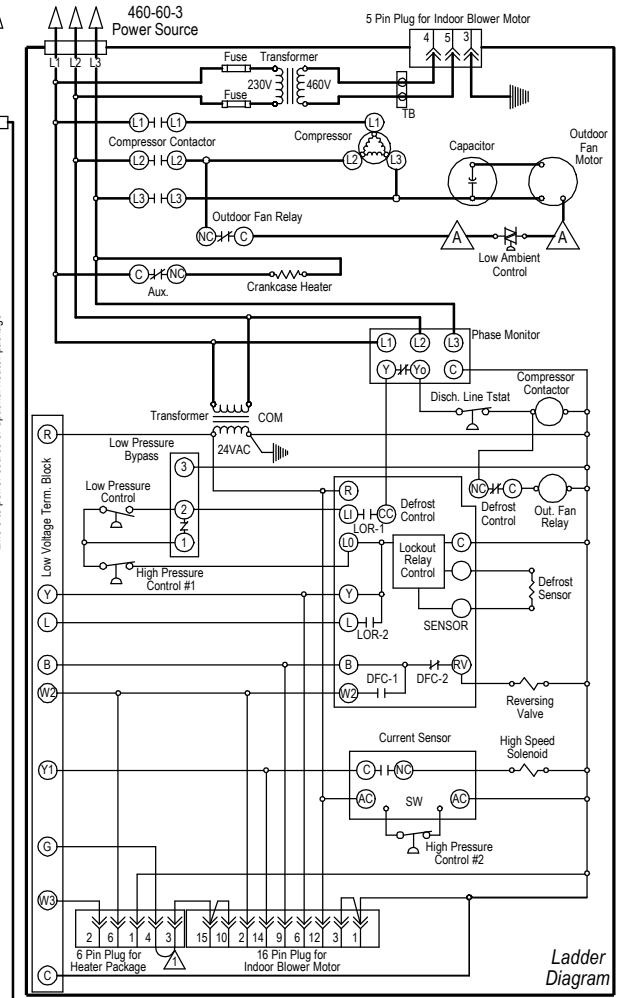 460-60-3
Power Source
5 Pin Plug for Indoor Blower Motor
4 5 3
L1 L2 L3
Fuse Transformer
230V 460V
Fuse
TB
L1 L1
L1
Compressor Contactor
Compressor
Capacitor
Outdoor
Fan
Motor
L2 L2
L2 L3
L3 L3
Outdoor Fan Relay
NC C
A A
Low Ambient
Control
C NC
Aux.
Crankcase Heater
L1 L2 L3
Phase Monitor
Y Yo C
Compressor
Contactor
Disch. Line Tstat
Transformer COM
24VAC
R
Low Pressure
Bypass
3
Low Voltage Term. Block
Low Pressure
Control
2
1
R
LI CC
LOR-1
Defrost
Control
NC C
Defrost
Control
Out. Fan
Relay
L0
Lockout
Relay
Control
C
High Pressure
Control #1
Defrost
Sensor
Y
Y
SENSOR
L
L
LOR-2
B
B
DFC-1 DFC-2
RV
W2
W2
Reversing
Valve
Current Sensor
High Speed
Solenoid
Y1
C NC
AC SW AC
High Pressure
Control #2
G
W3
2 6 1 4 3
15 10 2 14 9 6 12 3 1
6 Pin Plug for
Heater Package
1
16 Pin Plug for
Indoor Blower Motor
C
Ladder
Diagram